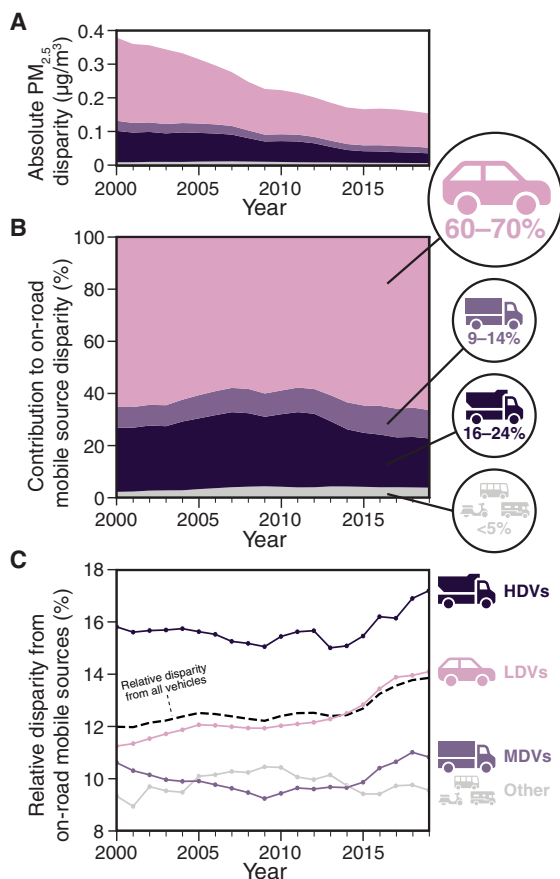 A
Absolute PM2.5
disparity (μg/m³)
0.4
0.3
0.2
0.1
0
2000
2005
2010
2015
Year
60–70%
B
Contribution to on-road
mobile source disparity (%)
100
80
60
40
20
0
2000
2005
2010
2015
Year
9–14%
16–24%
<5%
C
Relative disparity from
on-road mobile sources (%)
18
16
14
12
10
8
Relative disparity
from all vehicles
2000
2005
2010
2015
Year
HDVs
LDVs
MDVs
Other